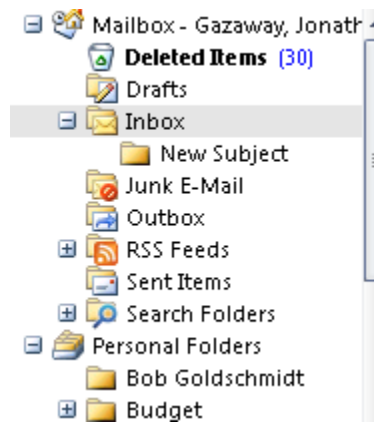 Mailbox - Gazaway, Jonath
Deleted Items (30)
Drafts
Inbox
New Subject
Junk E-Mail
Outbox
RSS Feeds
Sent Items
Search Folders
Personal Folders
Bob Goldschmidt
Budget